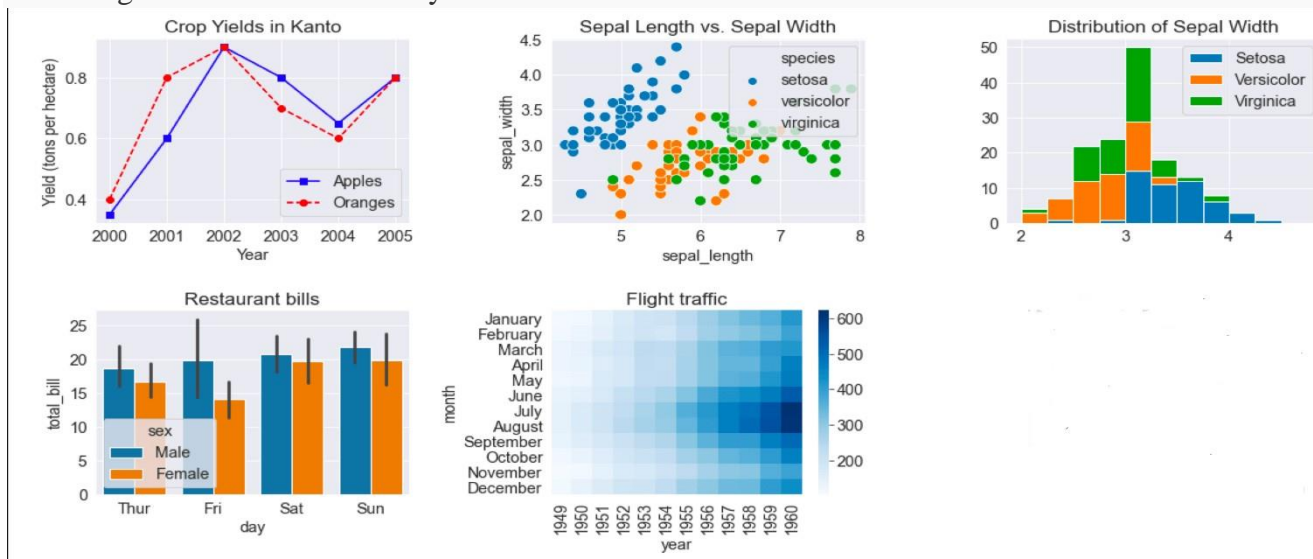 Crop Yields in Kanto
Yield (tons per hectare)
0.8
0.6
0.4
Apples
Oranges
2000 2001 2002 2003 2004 2005
Year
Sepal Length vs. Sepal Width
sepal_width
4.5
4.0
3.5
3.0
2.5
2.0
species
setosa
versicolor
virginica
5 6 7 8
sepal_length
Distribution of Sepal Width
50
40
30
20
10
0
Setosa
Versicolor
Virginica
2 3 4
Restaurant bills
total_bill
25
20
15
10
5
0
sex
Male
Female
Thur Fri Sat Sun
day
Flight traffic
month
January
February
March
April
May
June
July
August
September
October
November
December
1949 1950 1951 1952 1953 1954 1955 1956 1957 1958 1959 1960
year
600
500
400
300
200